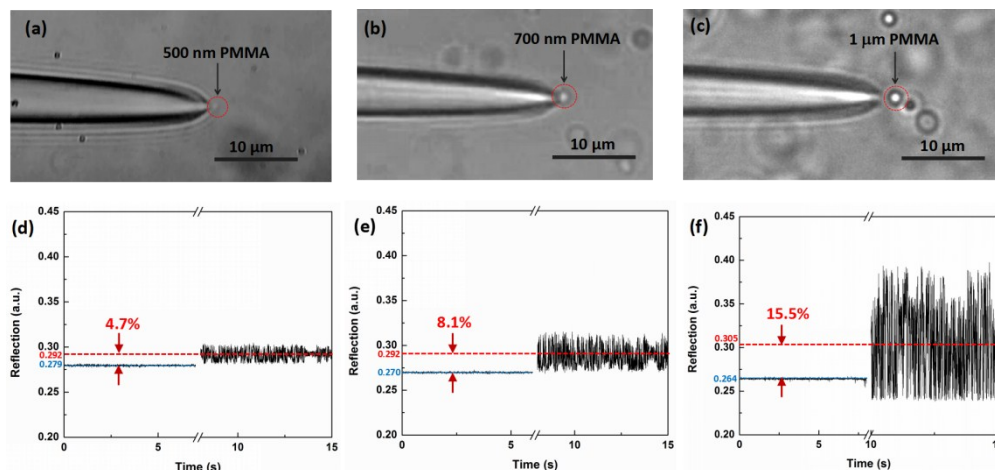 (a)
500 nm PMMA
10 μm
(b)
700 nm PMMA
10 μm
(c)
1 μm PMMA
10 μm
(d)
Reflection (a.u.)
0.45
0.40
0.35
0.30
0.25
0.20
4.7%
0.292
0.279
0
5
10
15
Time (s)
(e)
Reflection (a.u.)
0.45
0.40
0.35
0.30
0.25
0.20
8.1%
0.292
0.270
0
5
10
15
Time (s)
(f)
Reflection (a.u.)
0.45
0.40
0.35
0.30
0.25
0.20
15.5%
0.305
0.264
0
5
10
Time (s)